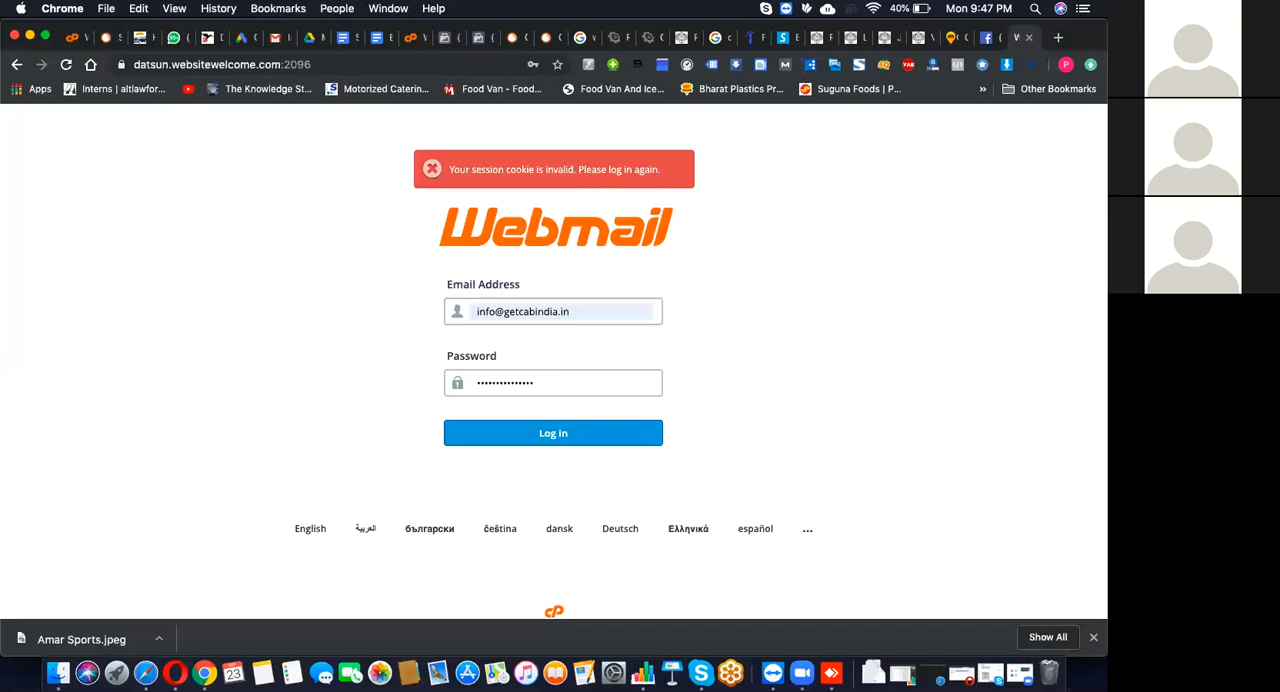 Chrome File Edit View History Bookmarks People Window Help 40% Mon 9:47 PM
datsun.websitewelcome.com:2096
Apps Interns | altlawfor... The Knowledge St... Motorized Caterin... Food Van - Food... Food Van And Ice... Bharat Plastics Pr... Suguna Foods | P... » Other Bookmarks
Your session cookie is invalid. Please log in again.
Webmail
Email Address
info@getcabindia.in
Password
•••••••••••••••
Log in
English العربية български čeština dansk Deutsch Ελληνικά español ...
cP
Amar Sports.jpeg
Show All